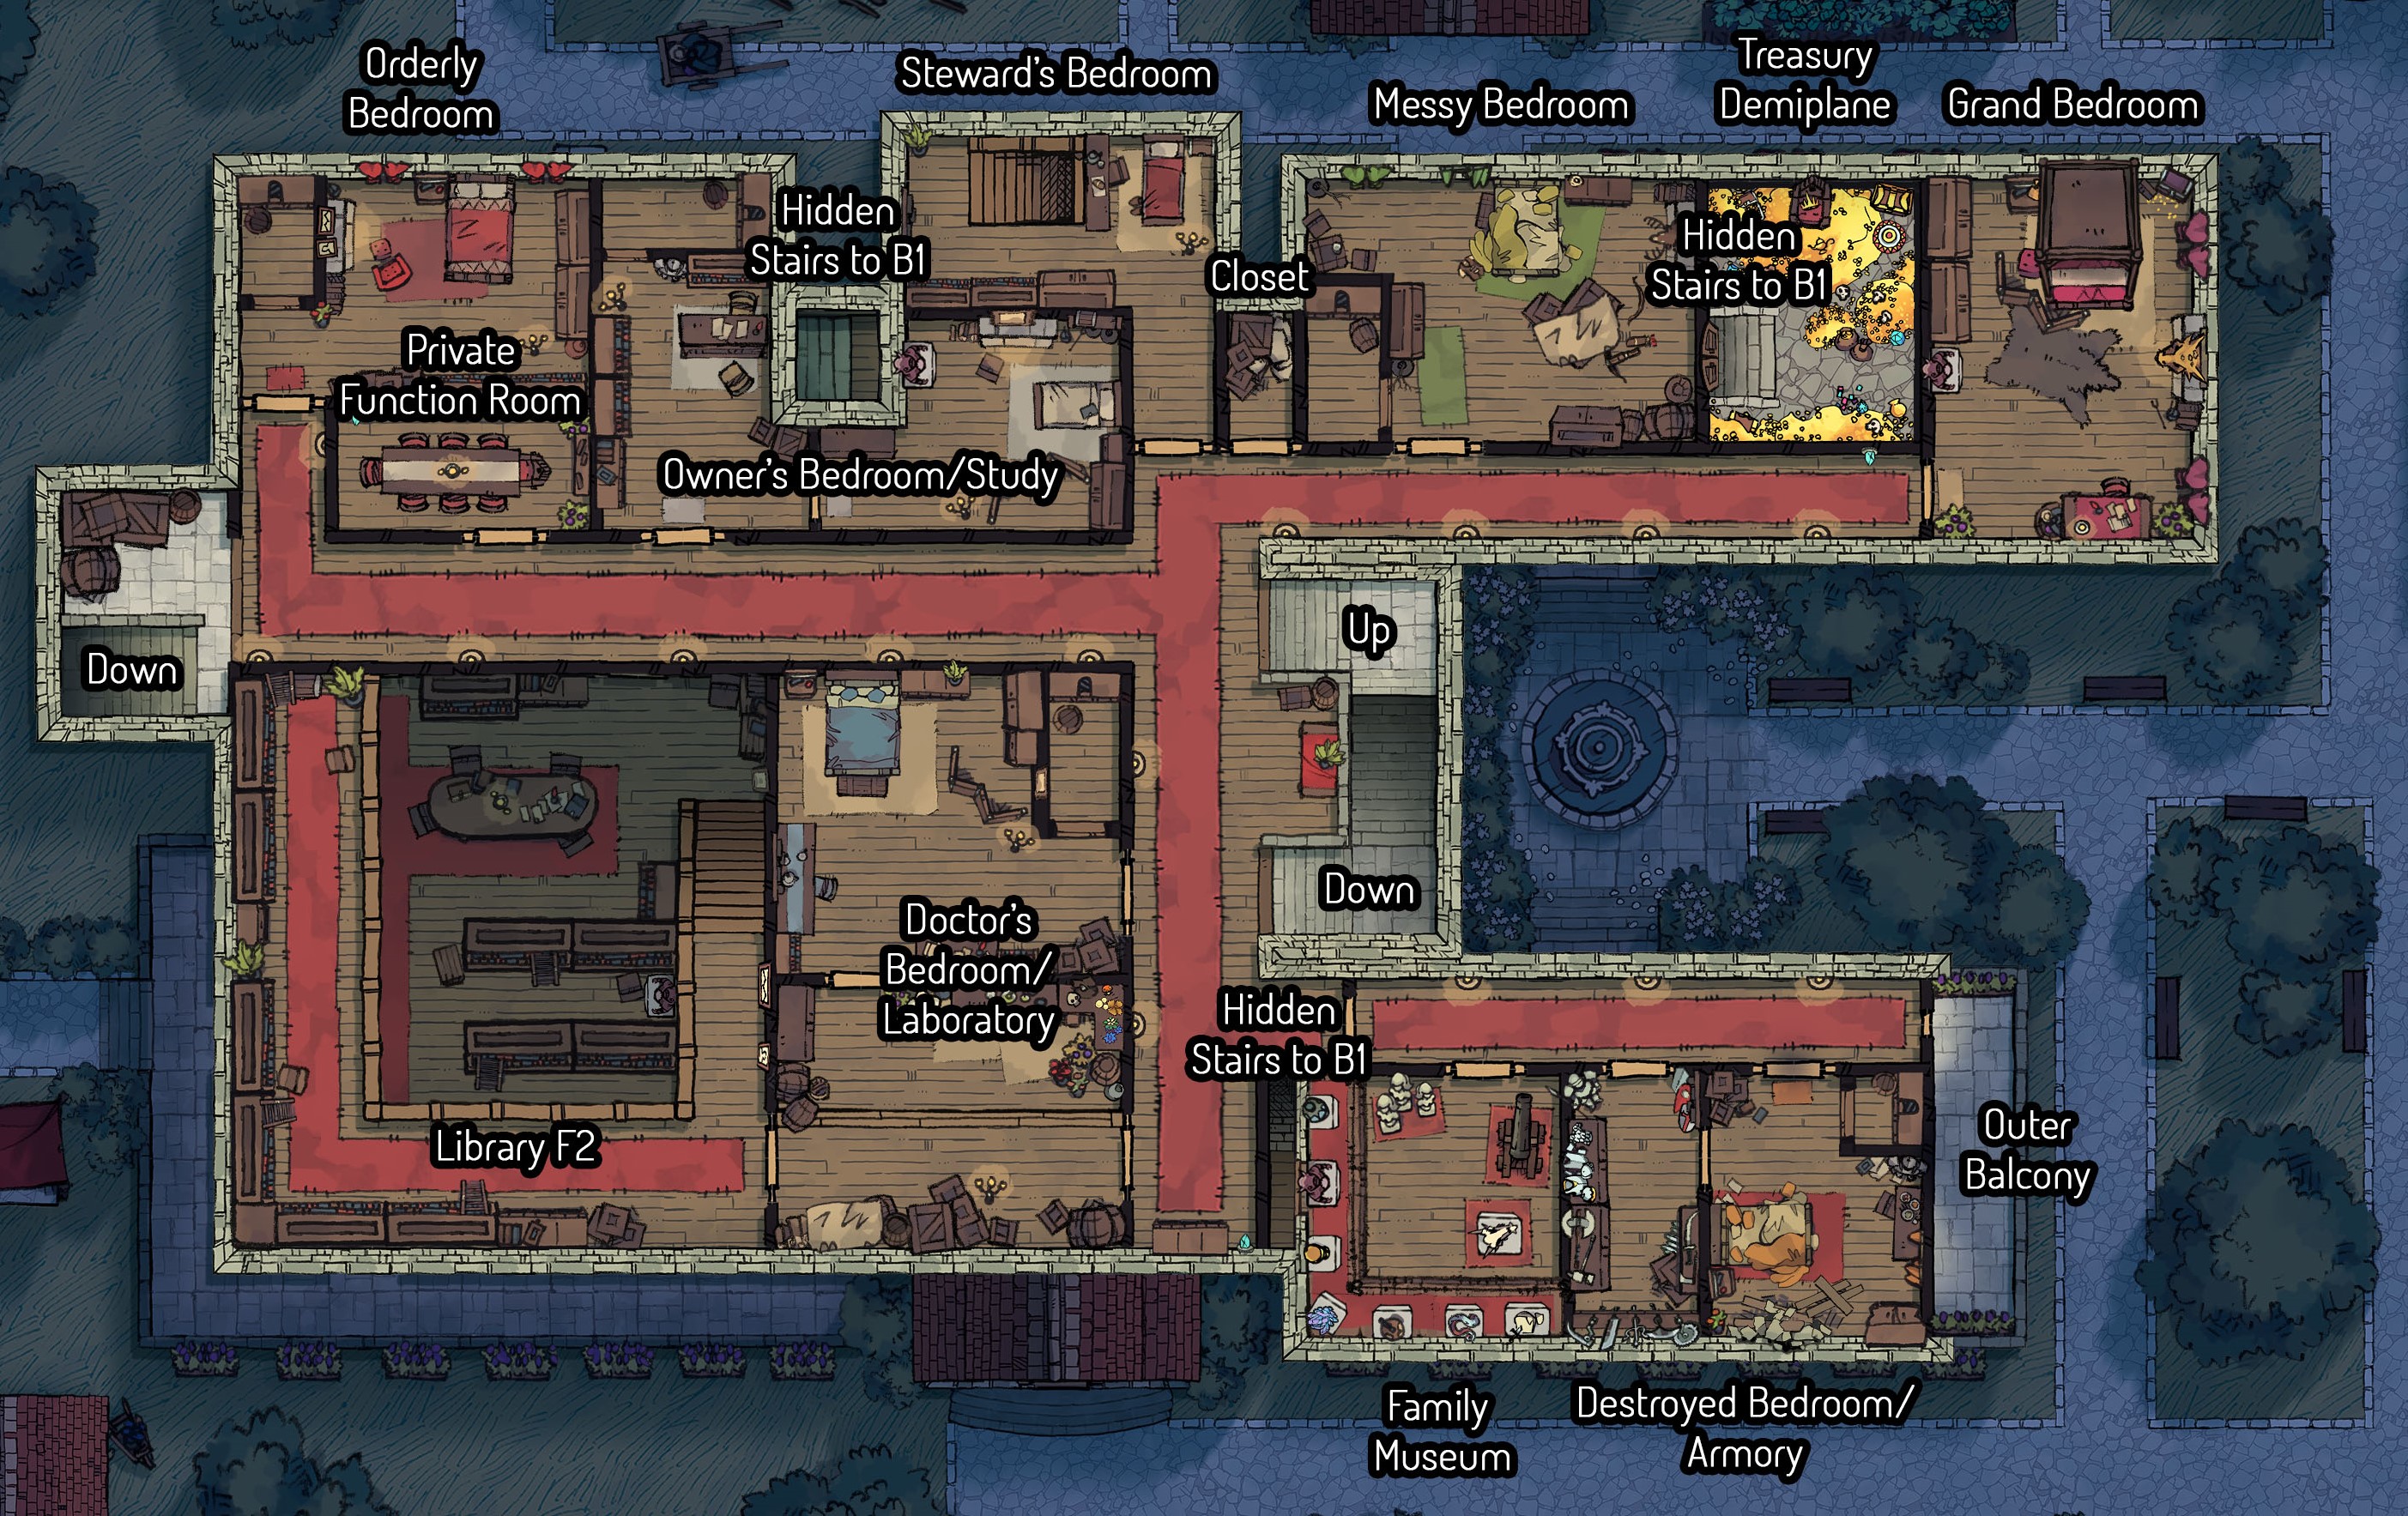 Orderly
Bedroom
Steward's Bedroom
Messy Bedroom
Treasury
Demiplane
Grand Bedroom
Hidden
Stairs to B1
Closet
Hidden
Stairs to B1
Private
Function Room
Owner's Bedroom/Study
Up
Down
Down
Doctor's
Bedroom/
Laboratory
Hidden
Stairs to B1
Library F2
Outer
Balcony
Family
Museum
Destroyed Bedroom/
Armory